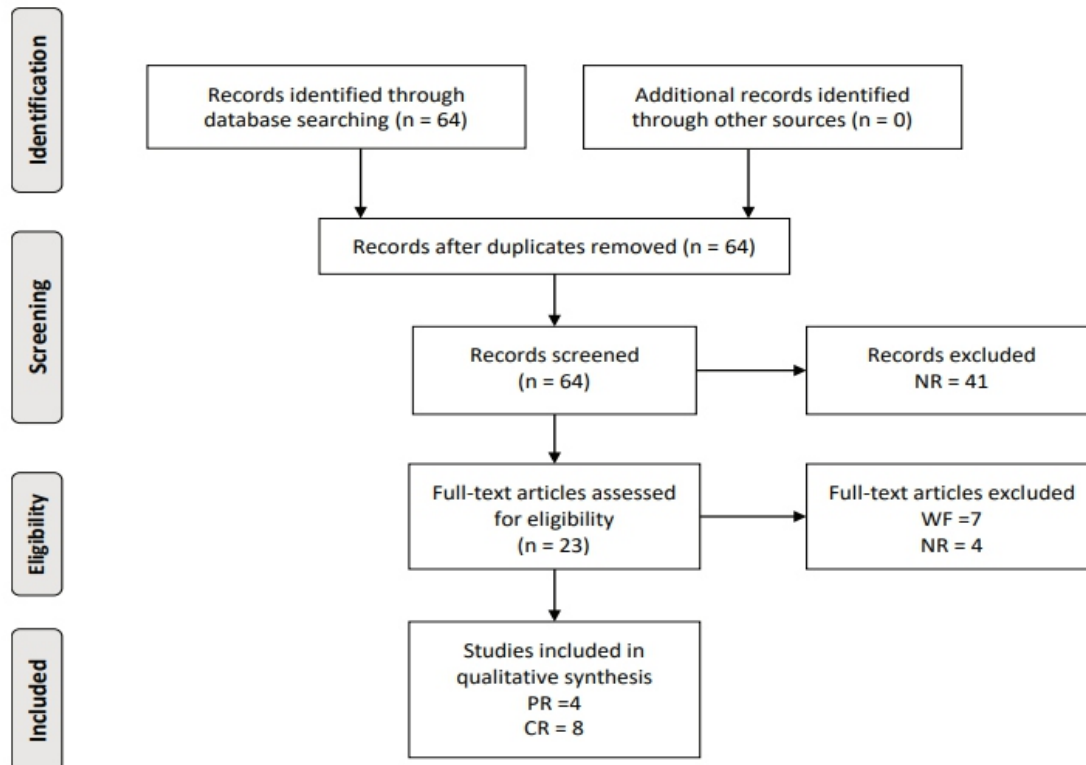 Identification
Records identified through
database searching (n = 64)
Additional records identified
through other sources (n = 0)
Screening
Records after duplicates removed (n = 64)
Records screened
(n = 64)
Records excluded
NR = 41
Eligibility
Full-text articles assessed
for eligibility
(n = 23)
Full-text articles excluded
WF =7
NR = 4
Included
Studies included in
qualitative synthesis
PR =4
CR = 8